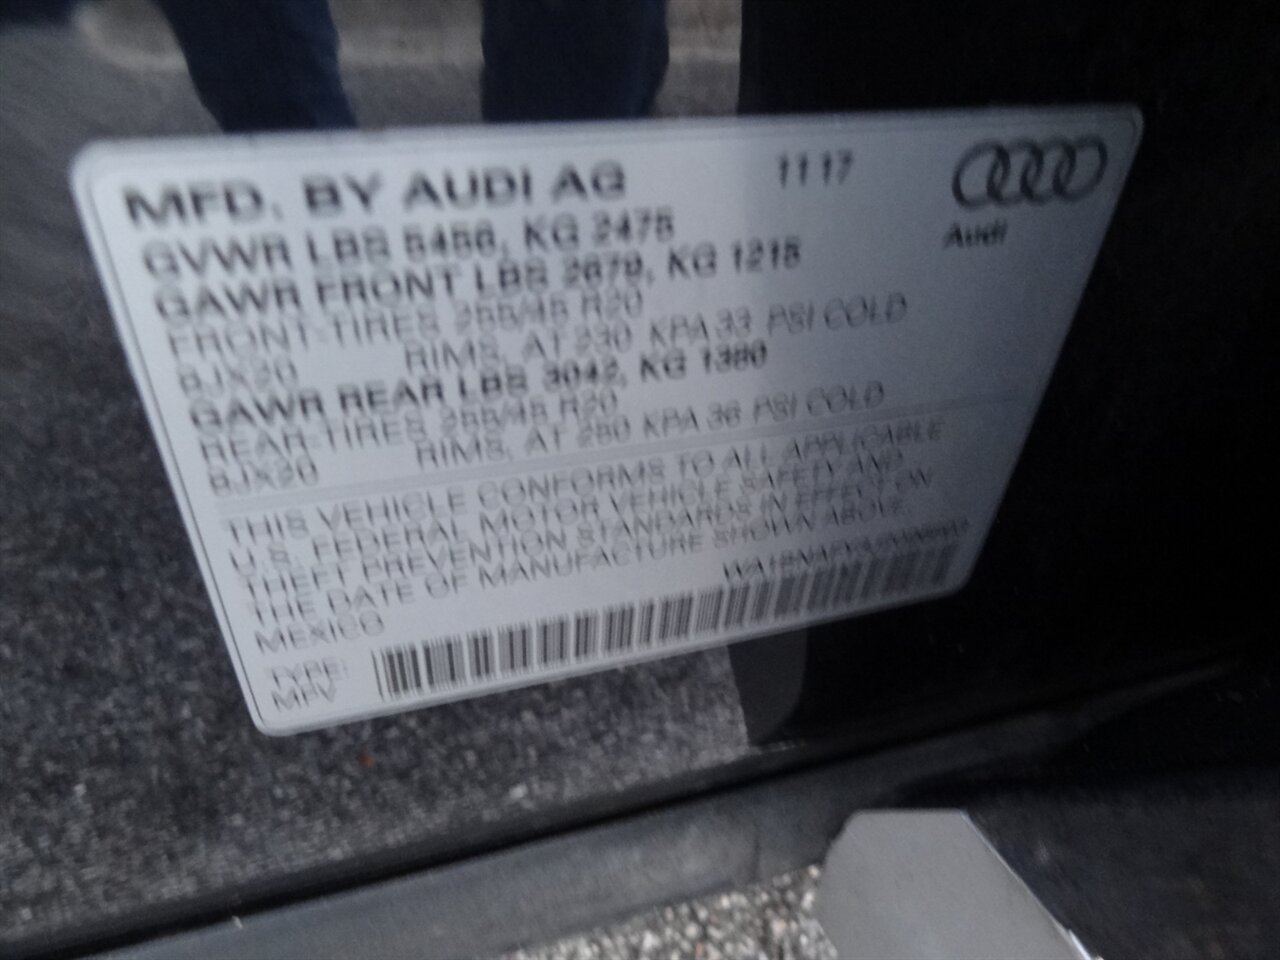 MFD. BY AUDI AG 11 17
Audi
GVWR LBS 5456, KG 2475
GAWR FRONT LBS 2679, KG 1215
FRONT-TIRES 255/45 R20
BJX20 RIMS, AT 230 KPA 33 PSI COLD
GAWR REAR LBS 3042, KG 1380
REAR-TIRES 255/45 R20
BJX20 RIMS, AT 250 KPA 36 PSI COLD
THIS VEHICLE CONFORMS TO ALL APPLICABLE
U.S. FEDERAL MOTOR VEHICLE SAFETY AND
THEFT PREVENTION STANDARDS IN EFFECT ON
THE DATE OF MANUFACTURE SHOWN ABOVE
MEXICO
TYPE:
MPV